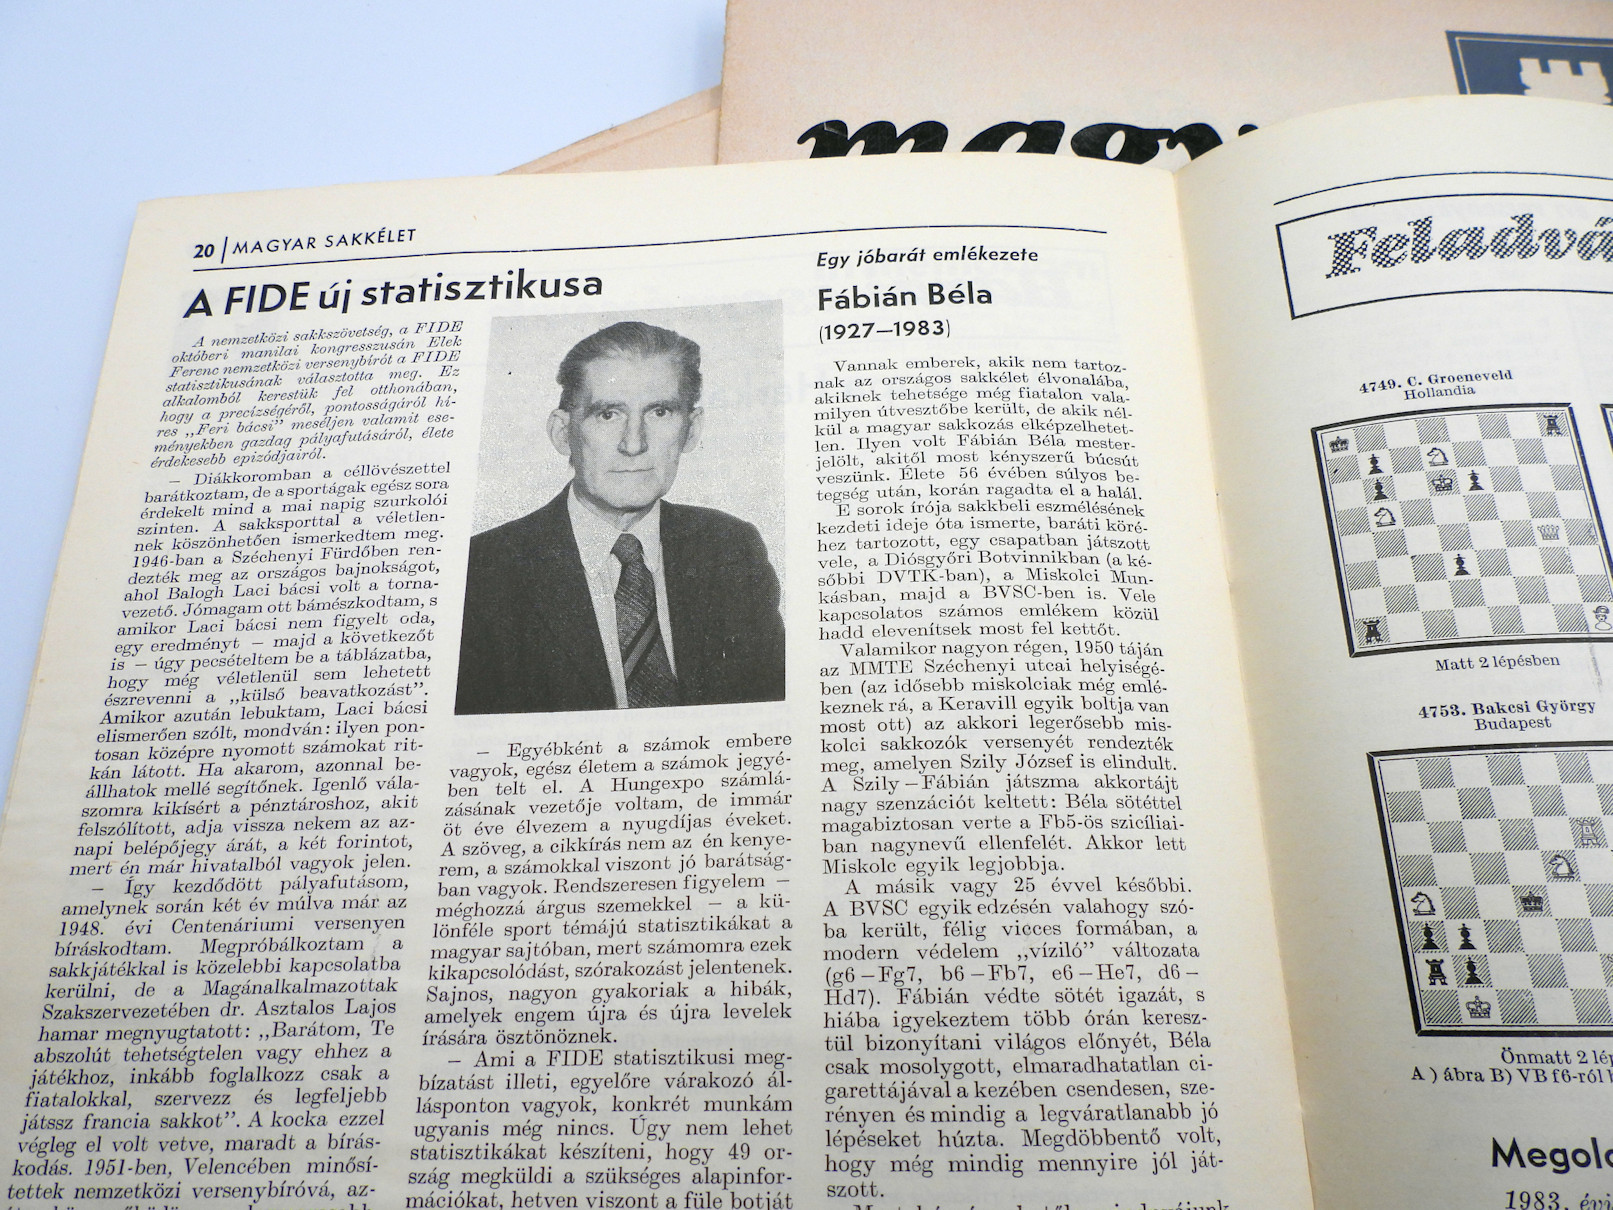 20 | MAGYAR SAKKÉLET
A FIDE új statisztikusa
A nemzetközi sakkszövetség, a FIDE
októberi manilai kongresszusán Elek
Ferenc nemzetközi versenybírót a FIDE
statisztikusának választotta meg. Ez
alkalomból kerestük fel otthonában,
hogy a precízségéről, pontosságáról hí-
res „Feri bácsi” meséljen valamit ese-
ményekben gazdag pályafutásáról, élete
érdekesebb epizódjairól.
— Diákkoromban a céllövészettel
barátkoztam, de a sportágak egész sora
érdekelt mind a mai napig szurkolói
szinten. A sakksporttal a véletlen-
nek köszönhetően ismerkedtem meg.
1946-ban a Széchenyi Fürdőben ren-
dezték meg az országos bajnokságot,
ahol Balogh Laci bácsi volt a torna-
vezető. Jómagam ott bámészkodtam, s
amikor Laci bácsi nem figyelt oda,
egy eredményt — majd a következőt
is — úgy pecsételtem be a táblázatba,
hogy még véletlenül sem lehetett
észrevenni a „külső beavatkozást”.
Amikor azután lebuktam, Laci bácsi
elismerően szólt, mondván: ilyen pon-
tosan középre nyomott számokat rit-
kán látott. Ha akarom, azonnal be-
állhatok mellé segítőnek. Igenlő vála-
szomra kikísért a pénztároshoz, akit
felszólított, adja vissza nekem az az-
napi belépőjegy árát, a két forintot,
mert én már hivatalból vagyok jelen.
— Így kezdődött pályafutásom,
amelynek során két év múlva már az
1948. évi Centenáriumi versenyen
bíráskodtam. Megpróbálkoztam a
sakkjátékkal is közelebbi kapcsolatba
kerülni, de a Magánalkalmazottak
Szakszervezetében dr. Asztalos Lajos
hamar megnyugtatott: „Barátom, Te
abszolút tehetségtelen vagy ehhez a
játékhoz, inkább foglalkozz csak a
fiatalokkal, szervezz és legfeljebb
játssz francia sakkot”. A kocka ezzel
végleg el volt vetve, maradt a bírás-
kodás. 1951-ben, Velencében minősí-
tettek nemzetközi versenybíróvá, az-
— Egyébként a számok embere
vagyok, egész életem a számok jegyé-
ben telt el. A Hungexpo számlá-
zásának vezetője voltam, de immár
öt éve élvezem a nyugdíjas éveket.
A szöveg, a cikkírás nem az én kenye-
rem, a számokkal viszont jó barátság-
ban vagyok. Rendszeresen figyelem —
méghozzá árgus szemekkel — a kü-
lönféle sport témájú statisztikákat a
magyar sajtóban, mert számomra ezek
kikapcsolódást, szórakozást jelentenek.
Sajnos, nagyon gyakoriak a hibák,
amelyek engem újra és újra levelek
írására ösztönöznek.
— Ami a FIDE statisztikusi meg-
bízatást illeti, egyelőre várakozó ál-
lásponton vagyok, konkrét munkám
ugyanis még nincs. Úgy nem lehet
statisztikákat készíteni, hogy 49 or-
szág megküldi a szükséges alapinfor-
mációkat, hetven viszont a füle botját
Egy jóbarát emlékezete
Fábián Béla
(1927—1983)
Vannak emberek, akik nem tartoz-
nak az országos sakkélet élvonalába,
akiknek tehetsége még fiatalon vala-
milyen útvesztőbe került, de akik nél-
kül a magyar sakkozás elképzelhetet-
len. Ilyen volt Fábián Béla mester-
jelölt, akitől most kényszerű búcsút
veszünk. Élete 56 évében súlyos be-
tegség után, korán ragadta el a halál.
E sorok írója sakkbeli eszmélésének
kezdeti ideje óta ismerte, baráti köré-
hez tartozott, egy csapatban játszott
vele, a Diósgyőri Botvinnikban (a ké-
sőbbi DVTK-ban), a Miskolci Mun-
kásban, majd a BVSC-ben is. Vele
kapcsolatos számos emlékem közül
hadd elevenítsek most fel kettőt.
Valamikor nagyon régen, 1950 táján
az MMTE Széchenyi utcai helyiségé-
ben (az idősebb miskolciak még emlé-
keznek rá, a Keravill egyik boltja van
most ott) az akkori legerősebb mis-
kolci sakkozók versenyét rendezték
meg, amelyen Szily József is elindult.
A Szily—Fábián játszma akkortájt
nagy szenzációt keltett: Béla sötéttel
magabiztosan verte a Fb5-ös szicíliai-
ban nagynevű ellenfelét. Akkor lett
Miskolc egyik legjobbja.
A másik vagy 25 évvel későbbi.
A BVSC egyik edzésén valahogy szó-
ba került, félig vicces formában, a
modern védelem „víziló” változata
(g6—Fg7, b6—Fb7, e6—He7, d6—
Hd7). Fábián védte sötét igazát, s
hiába igyekeztem több órán keresz-
tül bizonyítani világos előnyét, Béla
csak mosolygott, elmaradhatatlan ci-
garettájával a kezében csendesen, sze-
rényen és mindig a legváratlanabb jó
lépéseket húzta. Megdöbbentő volt,
hogy még mindig mennyire jól ját-
szott.
4749. C. Groeneveld
Hollandia
Matt 2 lépésben
4753. Bakcsi György
Budapest
Önmatt 2
A) ábra B) VB f6-ról
1983. évi